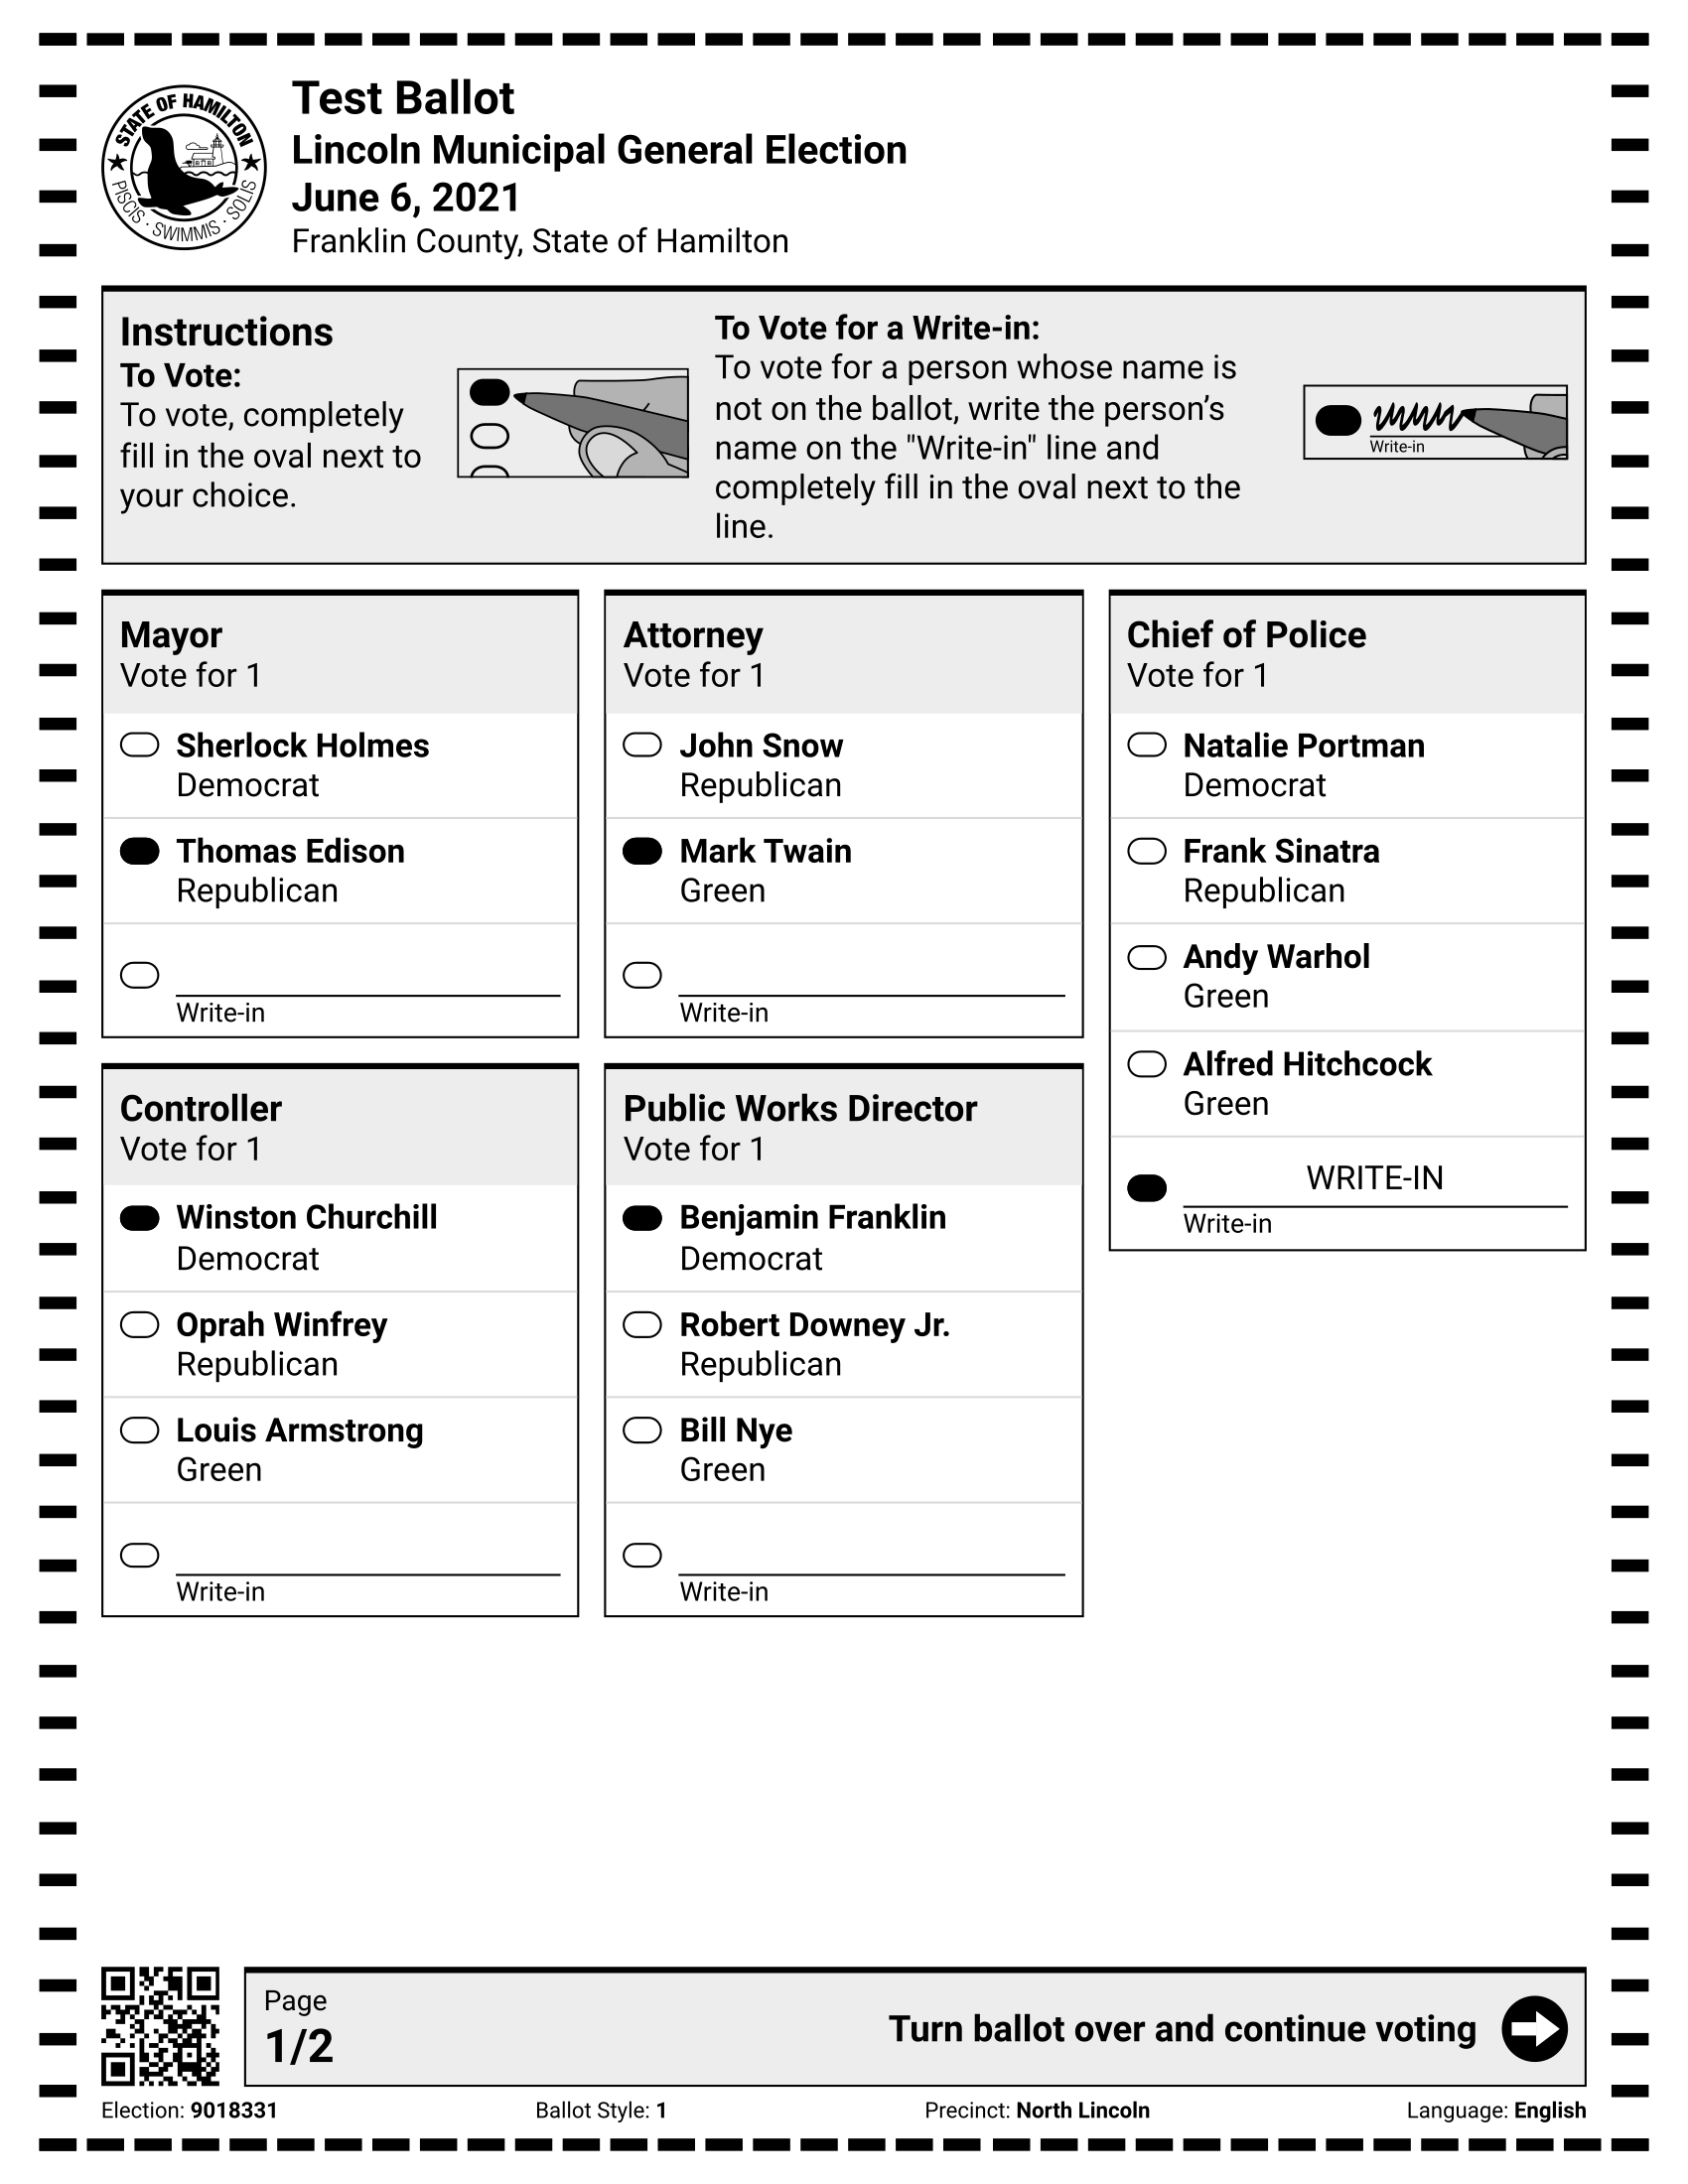 STATE OF HAMILTON
PISCIS · SWIMMIS · SOLIS
Test Ballot
Lincoln Municipal General Election
June 6, 2021
Franklin County, State of Hamilton
Instructions
To Vote:
To vote, completely
fill in the oval next to
your choice.
To Vote for a Write-in:
To vote for a person whose name is
not on the ballot, write the person’s
name on the "Write-in" line and
completely fill in the oval next to the
line.
Write-in
Mayor
Vote for 1
Sherlock Holmes
Democrat
Thomas Edison
Republican
Write-in
Controller
Vote for 1
Winston Churchill
Democrat
Oprah Winfrey
Republican
Louis Armstrong
Green
Write-in
Attorney
Vote for 1
John Snow
Republican
Mark Twain
Green
Write-in
Public Works Director
Vote for 1
Benjamin Franklin
Democrat
Robert Downey Jr.
Republican
Bill Nye
Green
Write-in
Chief of Police
Vote for 1
Natalie Portman
Democrat
Frank Sinatra
Republican
Andy Warhol
Green
Alfred Hitchcock
Green
WRITE-IN
Write-in
Page
1/2
Turn ballot over and continue voting
Election: 9018331
Ballot Style: 1
Precinct: North Lincoln
Language: English